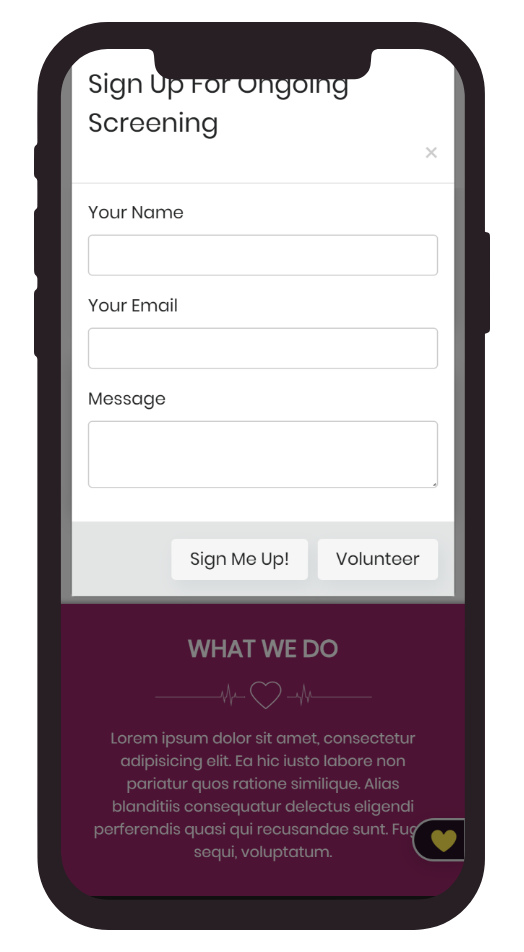 Sign Up For Ongoing
Screening
×
Your Name
Your Email
Message
Sign Me Up!
Volunteer
WHAT WE DO
Lorem ipsum dolor sit amet, consectetur
adipisicing elit. Ea hic iusto labore non
pariatur quos ratione similique. Alias
blanditiis consequatur delectus eligendi
perferendis quasi qui recusandae sunt.
sequi, voluptatum.